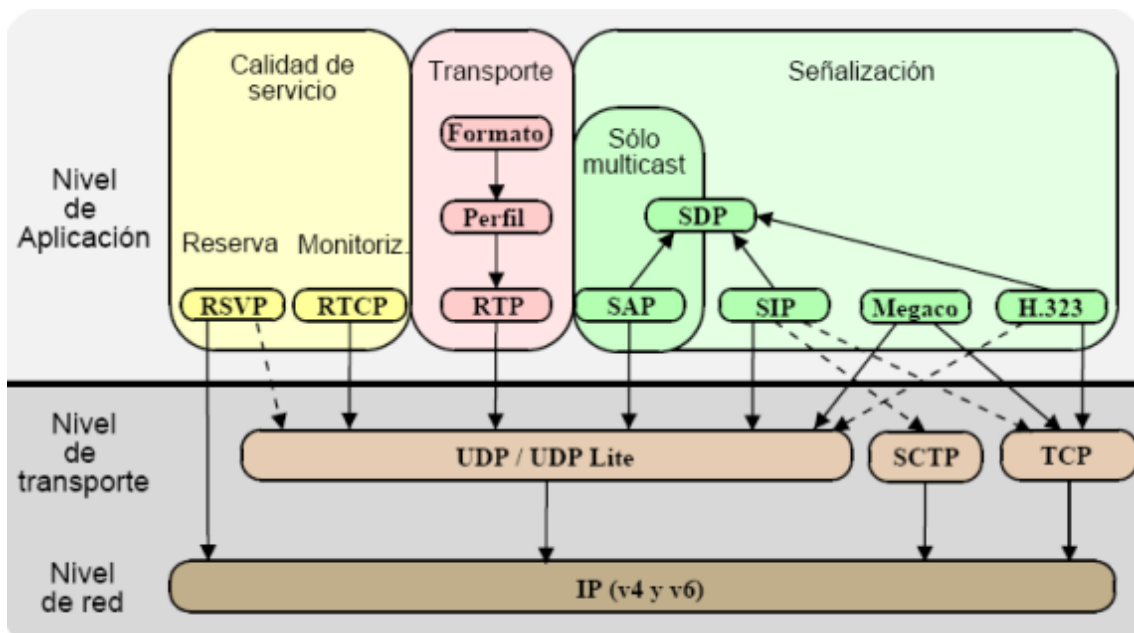 Calidad de
servicio
Transporte
Señalización
Formato
Sólo
multicast
Nivel
de
Aplicación
Perfil
SDP
Reserva
Monitoriz.
RSVP
RTCP
RTP
SAP
SIP
Megaco
H.323
Nivel
de
transporte
UDP / UDP Lite
SCTP
TCP
Nivel
de red
IP (v4 y v6)